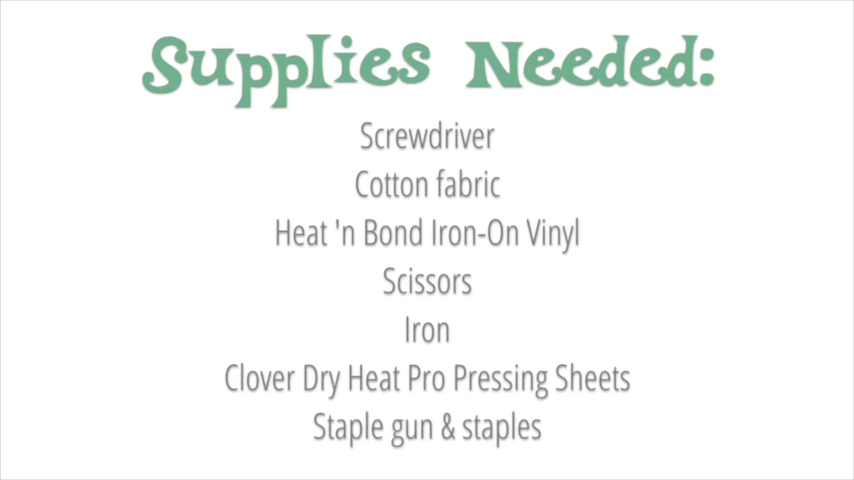 Supplies Needed:
Screwdriver
Cotton fabric
Heat 'n Bond Iron-On Vinyl
Scissors
Iron
Clover Dry Heat Pro Pressing Sheets
Staple gun & staples